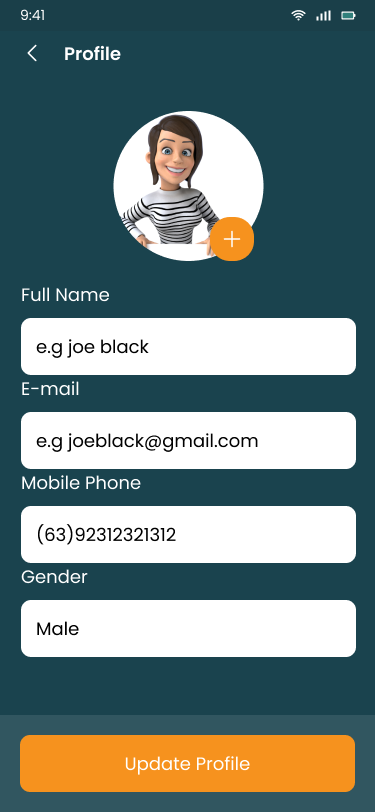 9:41
Profile
Full Name
e.g joe black
E-mail
e.g joeblack@gmail.com
Mobile Phone
(63)92312321312
Gender
Male
Update Profile